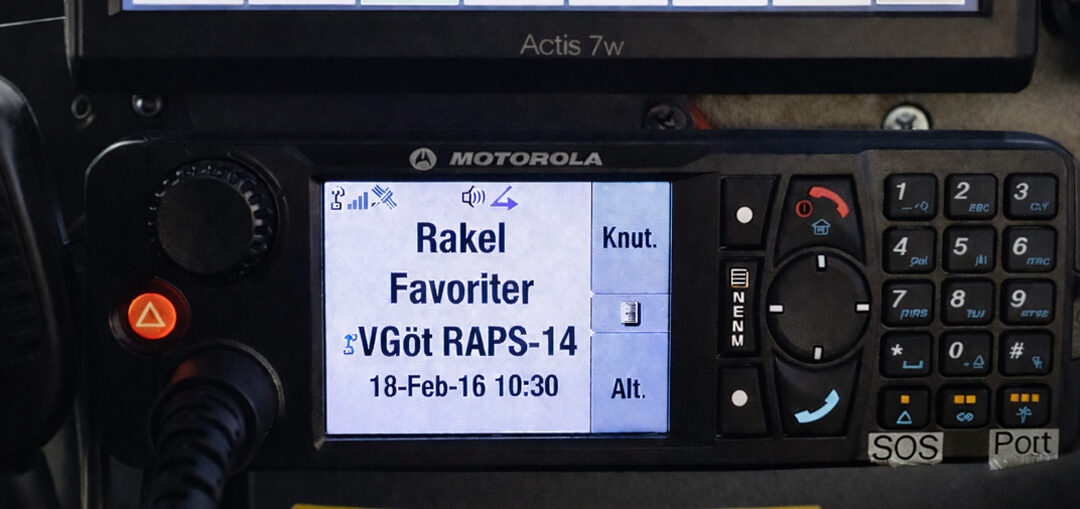 Actis 7w
MOTOROLA
Rakel
Favoriter
VGöt RAPS-14
18-Feb-16 10:30
Knut.
Alt.
NENM
1
2
3
4
5
6
7
8
9
*
0
#
SOS
Port